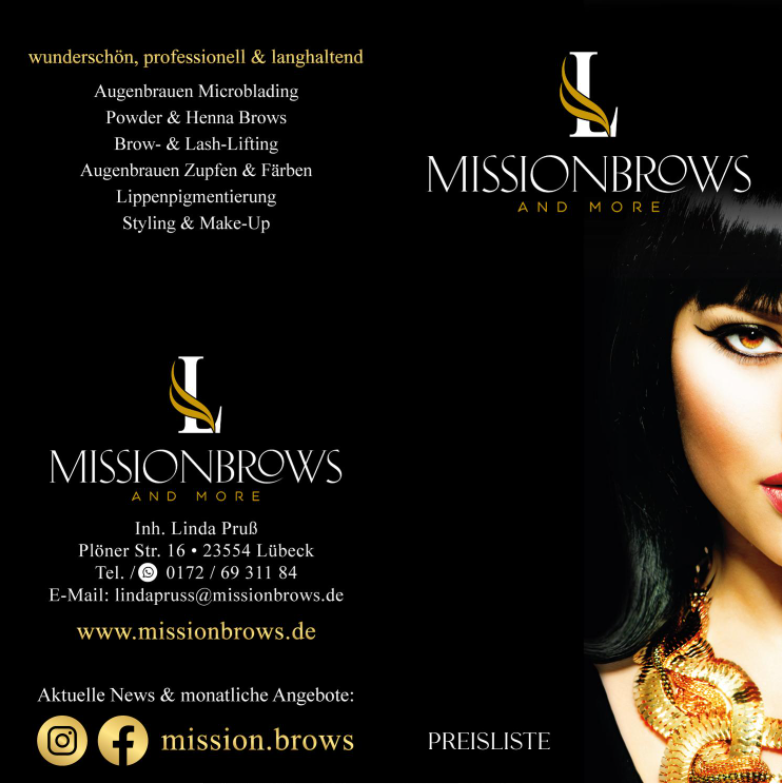 wunderschön, professionell & langhaltend
Augenbrauen Microblading
Powder & Henna Brows
Brow- & Lash-Lifting
Augenbrauen Zupfen & Färben
Lippenpigmentierung
Styling & Make-Up
L
MISSIONBROWS
AND MORE
Inh. Linda Pruß
Plöner Str. 16 • 23554 Lübeck
Tel. / 0172 / 69 311 84
E-Mail: lindapruss@missionbrows.de
www.missionbrows.de
Aktuelle News & monatliche Angebote:
mission.brows
L
MISSIONBROWS
AND MORE
PREISLISTE